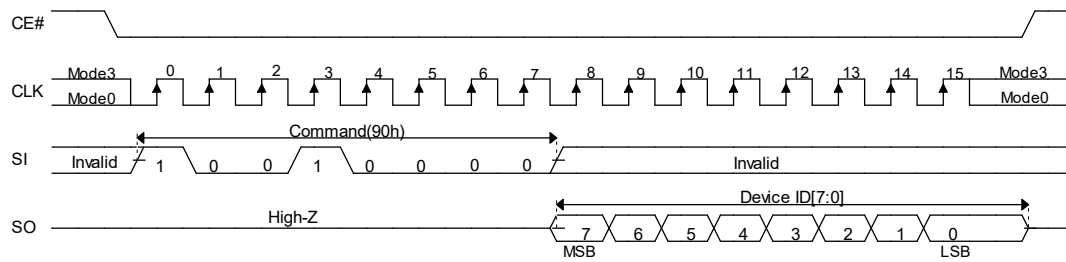 CE#
Mode3 0 1 2 3 4 5 6 7 8 9 10 11 12 13 14 15 Mode3
CLK
Mode0 Mode0
Command(90h)
SI Invalid 1 0 0 1 0 0 0 0 Invalid
Device ID[7:0]
High-Z
SO 7 6 5 4 3 2 1 0
MSB LSB